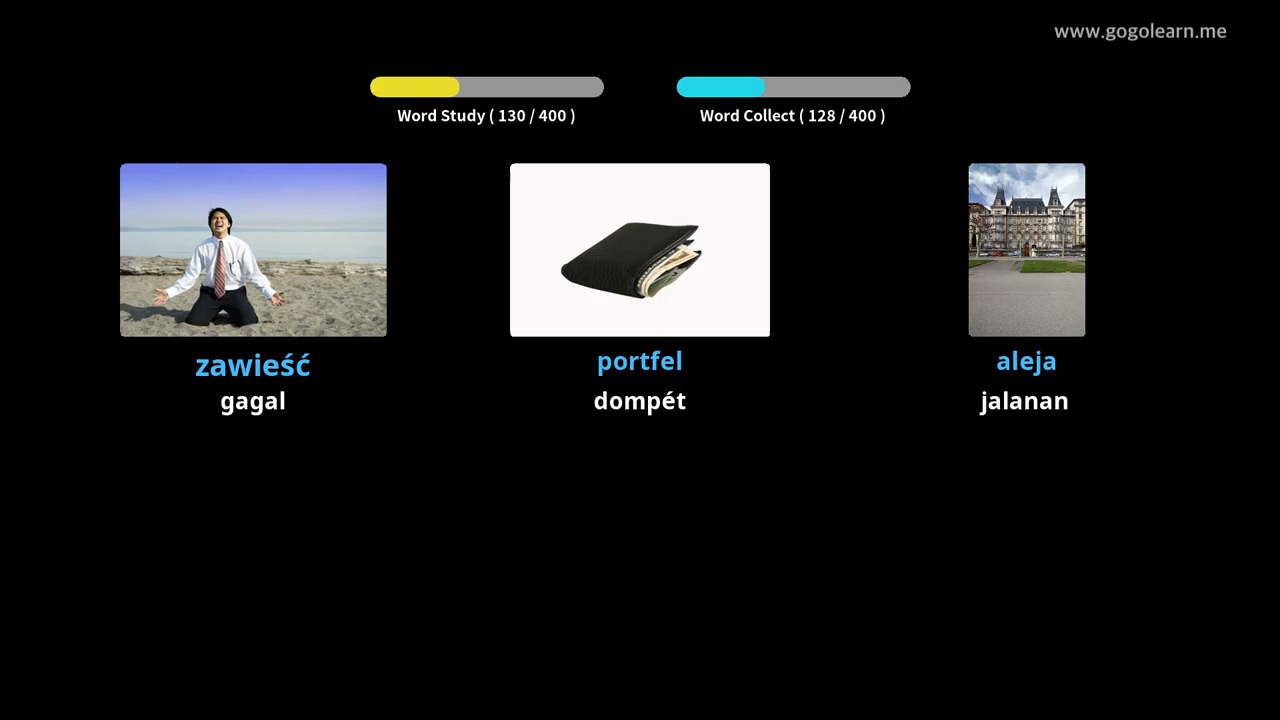 www.gogolearn.me
Word Study ( 130 / 400 )
Word Collect ( 128 / 400 )
zawieść
portfel
aleja
gagal
dompét
jalanan